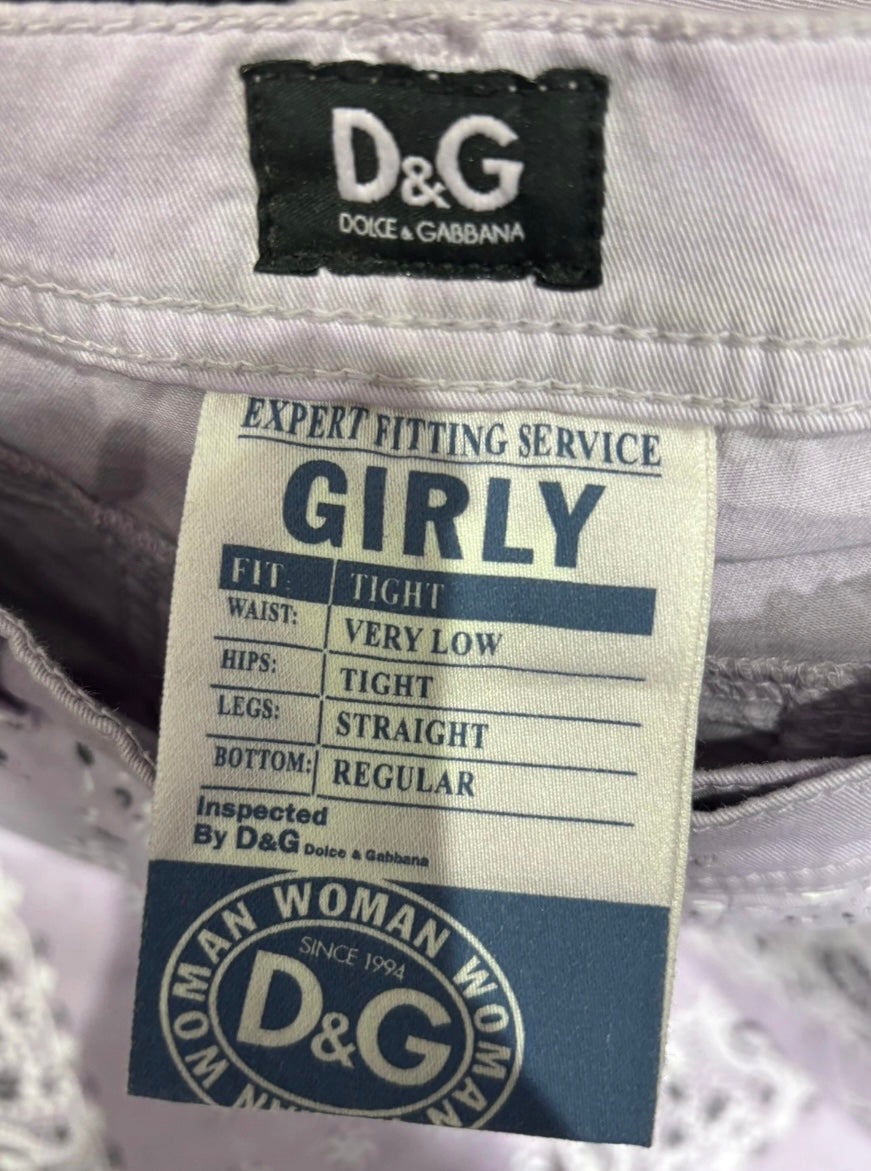 D&G
DOLCE & GABBANA
EXPERT FITTING SERVICE
GIRLY
FIT: TIGHT
WAIST: VERY LOW
HIPS: TIGHT
LEGS: STRAIGHT
BOTTOM: REGULAR
Inspected
By D&G Dolce & Gabbana
WOMAN WOMAN WOMAN WOMAN
SINCE 1994
D&G